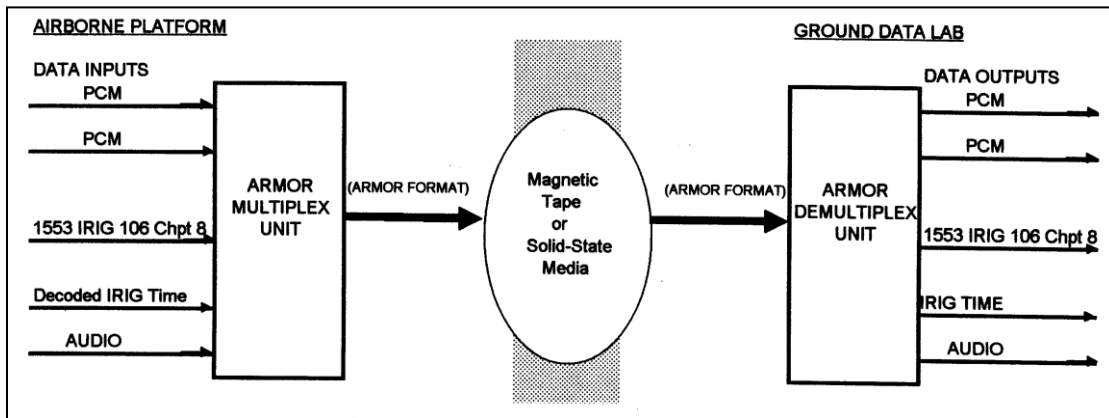 AIRBORNE PLATFORM
DATA INPUTS
PCM
PCM
1553 IRIG 106 Chpt 8
Decoded IRIG Time
AUDIO
ARMOR
MULTIPLEX
UNIT
(ARMOR FORMAT)
Magnetic
Tape
or
Solid-State
Media
(ARMOR FORMAT)
GROUND DATA LAB
ARMOR
DEMULTIPLEX
UNIT
DATA OUTPUTS
PCM
PCM
1553 IRIG 106 Chpt 8
IRIG TIME
AUDIO